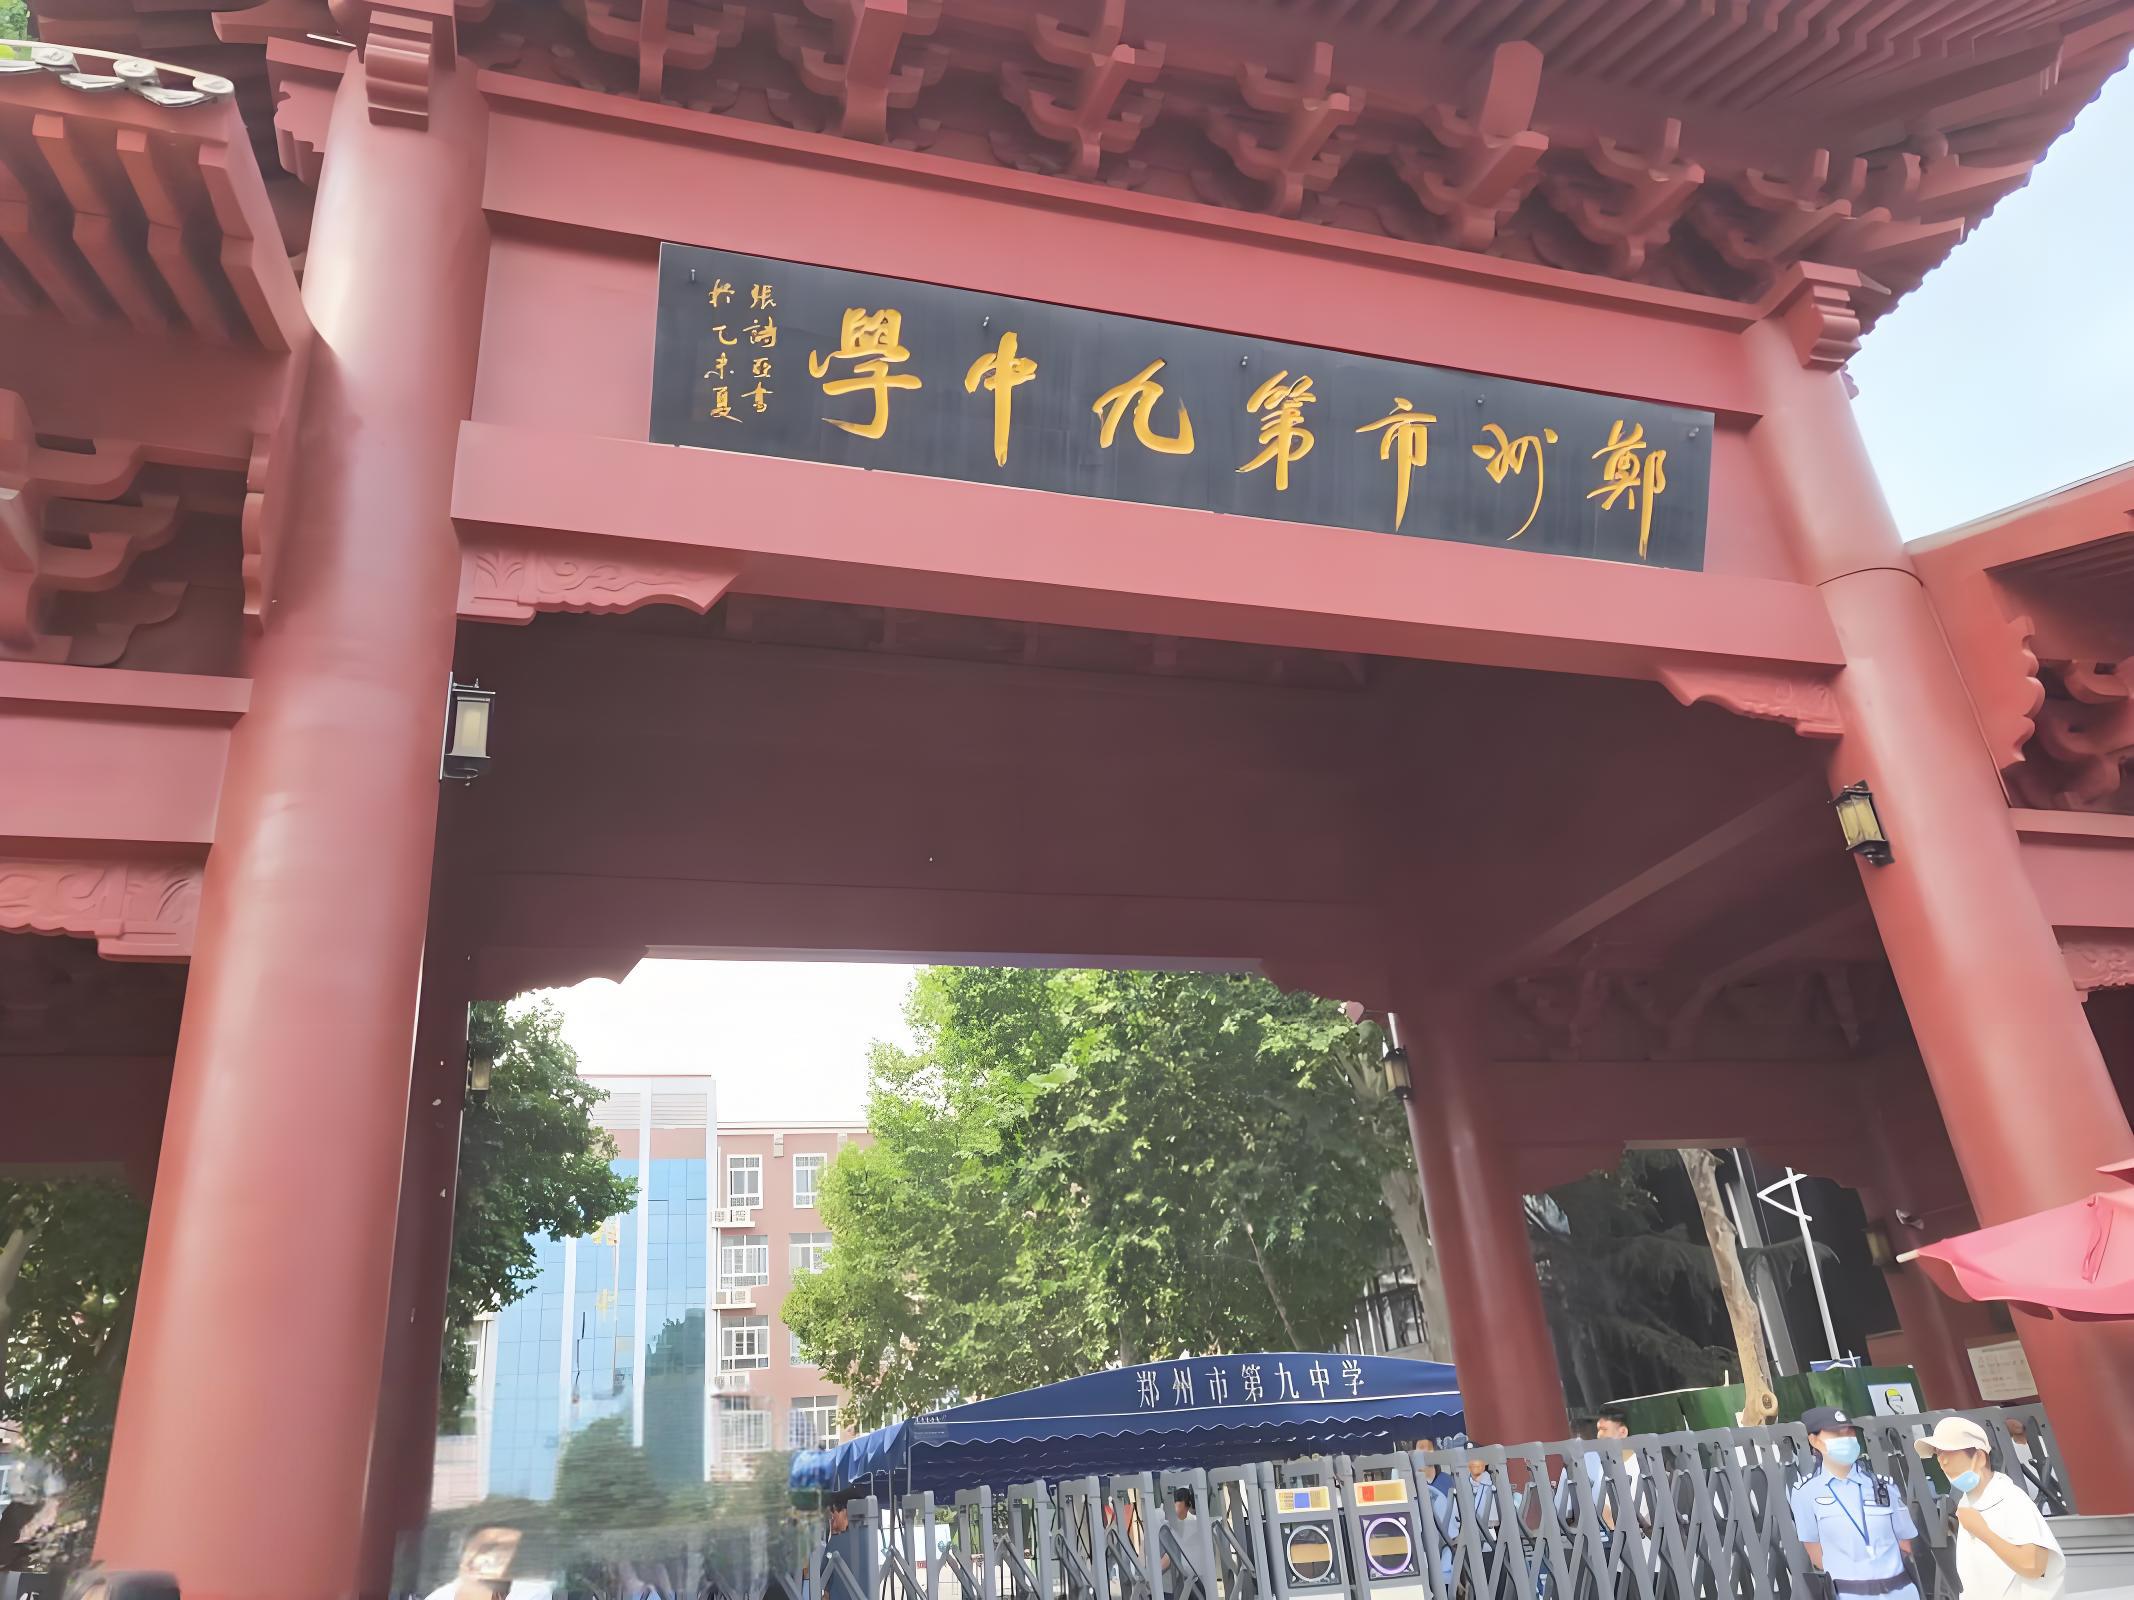 鄭州市第九中學
張詩亞書
於乙未夏
郑州市第九中学